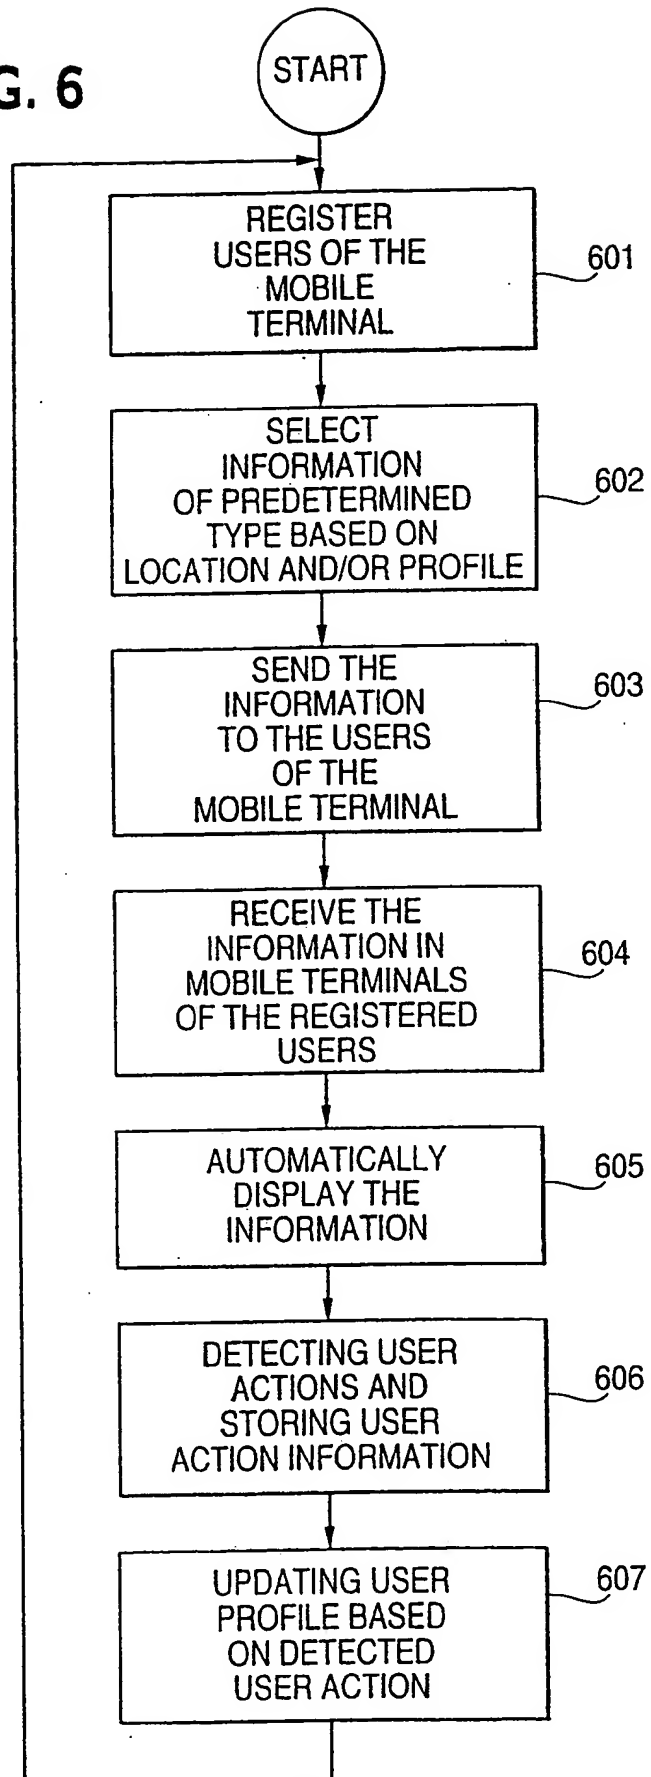 G. 6
START
REGISTER
USERS OF THE
MOBILE
TERMINAL
601
SELECT
INFORMATION
OF PREDETERMINED
TYPE BASED ON
LOCATION AND/OR PROFILE
602
SEND THE
INFORMATION
TO THE USERS
OF THE
MOBILE TERMINAL
603
RECEIVE THE
INFORMATION IN
MOBILE TERMINALS
OF THE REGISTERED
USERS
604
AUTOMATICALLY
DISPLAY THE
INFORMATION
605
DETECTING USER
ACTIONS AND
STORING USER
ACTION INFORMATION
606
UPDATING USER
PROFILE BASED
ON DETECTED
USER ACTION
607